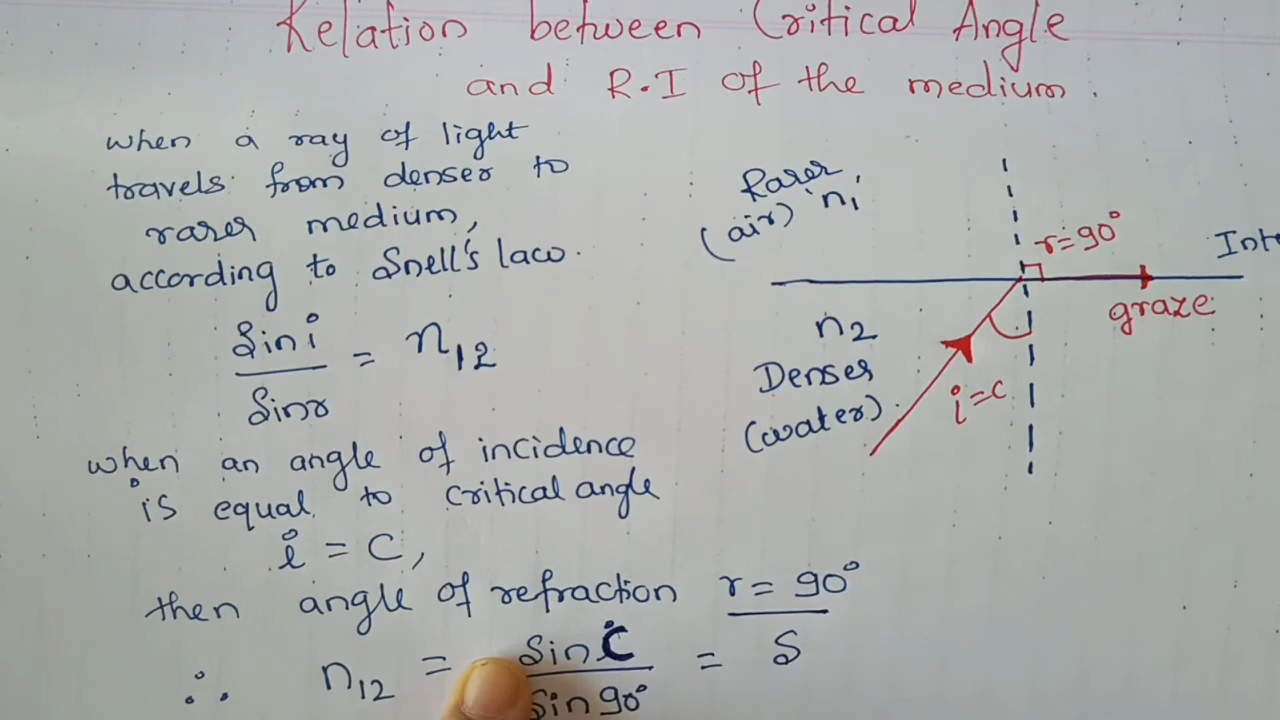 Relation between Critical Angle
and R.I of the medium.
when a ray of light
travels from denser to
rarer medium,
according to Snell's law.
Sin i
———— = n₁₂
Sin r
when an angle of incidence
is equal to critical angle
i = C,
then angle of refraction r = 90°
∴ n₁₂ = Sin C / Sin 90° = S
Rarer,
(air) n₁
r=90°
Inte
graze
n₂
Denser
(water).
i=c